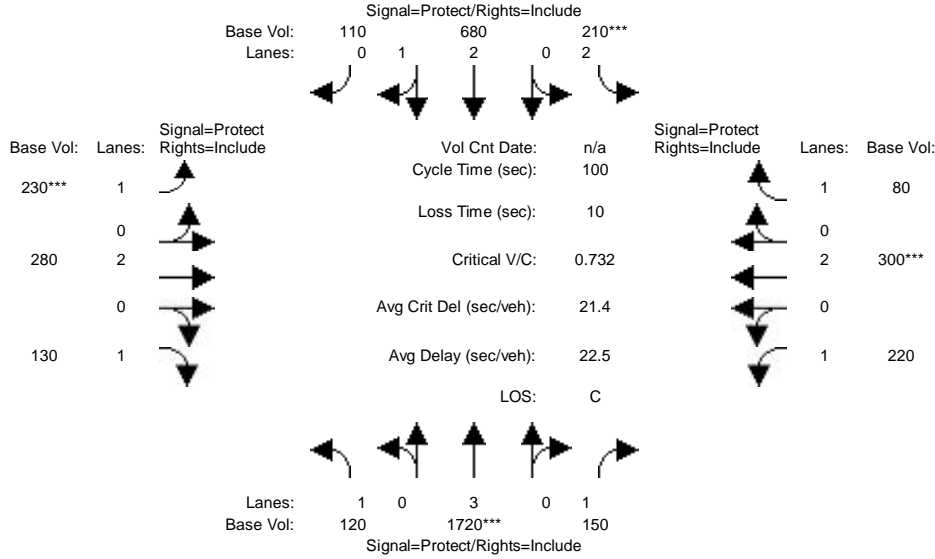 Signal=Protect/Rights=Include
Base Vol: 110 680 210***
Lanes: 0 1 2 0 2
Signal=Protect
Base Vol: Lanes: Rights=Include
Vol Cnt Date: n/a
Signal=Protect
Rights=Include Lanes: Base Vol:
Cycle Time (sec): 100
230*** 1
1 80
Loss Time (sec): 10
0
0
280 2
Critical V/C: 0.732
2 300***
0
Avg Crit Del (sec/veh): 21.4
0
130 1
Avg Delay (sec/veh): 22.5
1 220
LOS: C
Lanes: 1 0 3 0 1
Base Vol: 120 1720*** 150
Signal=Protect/Rights=Include